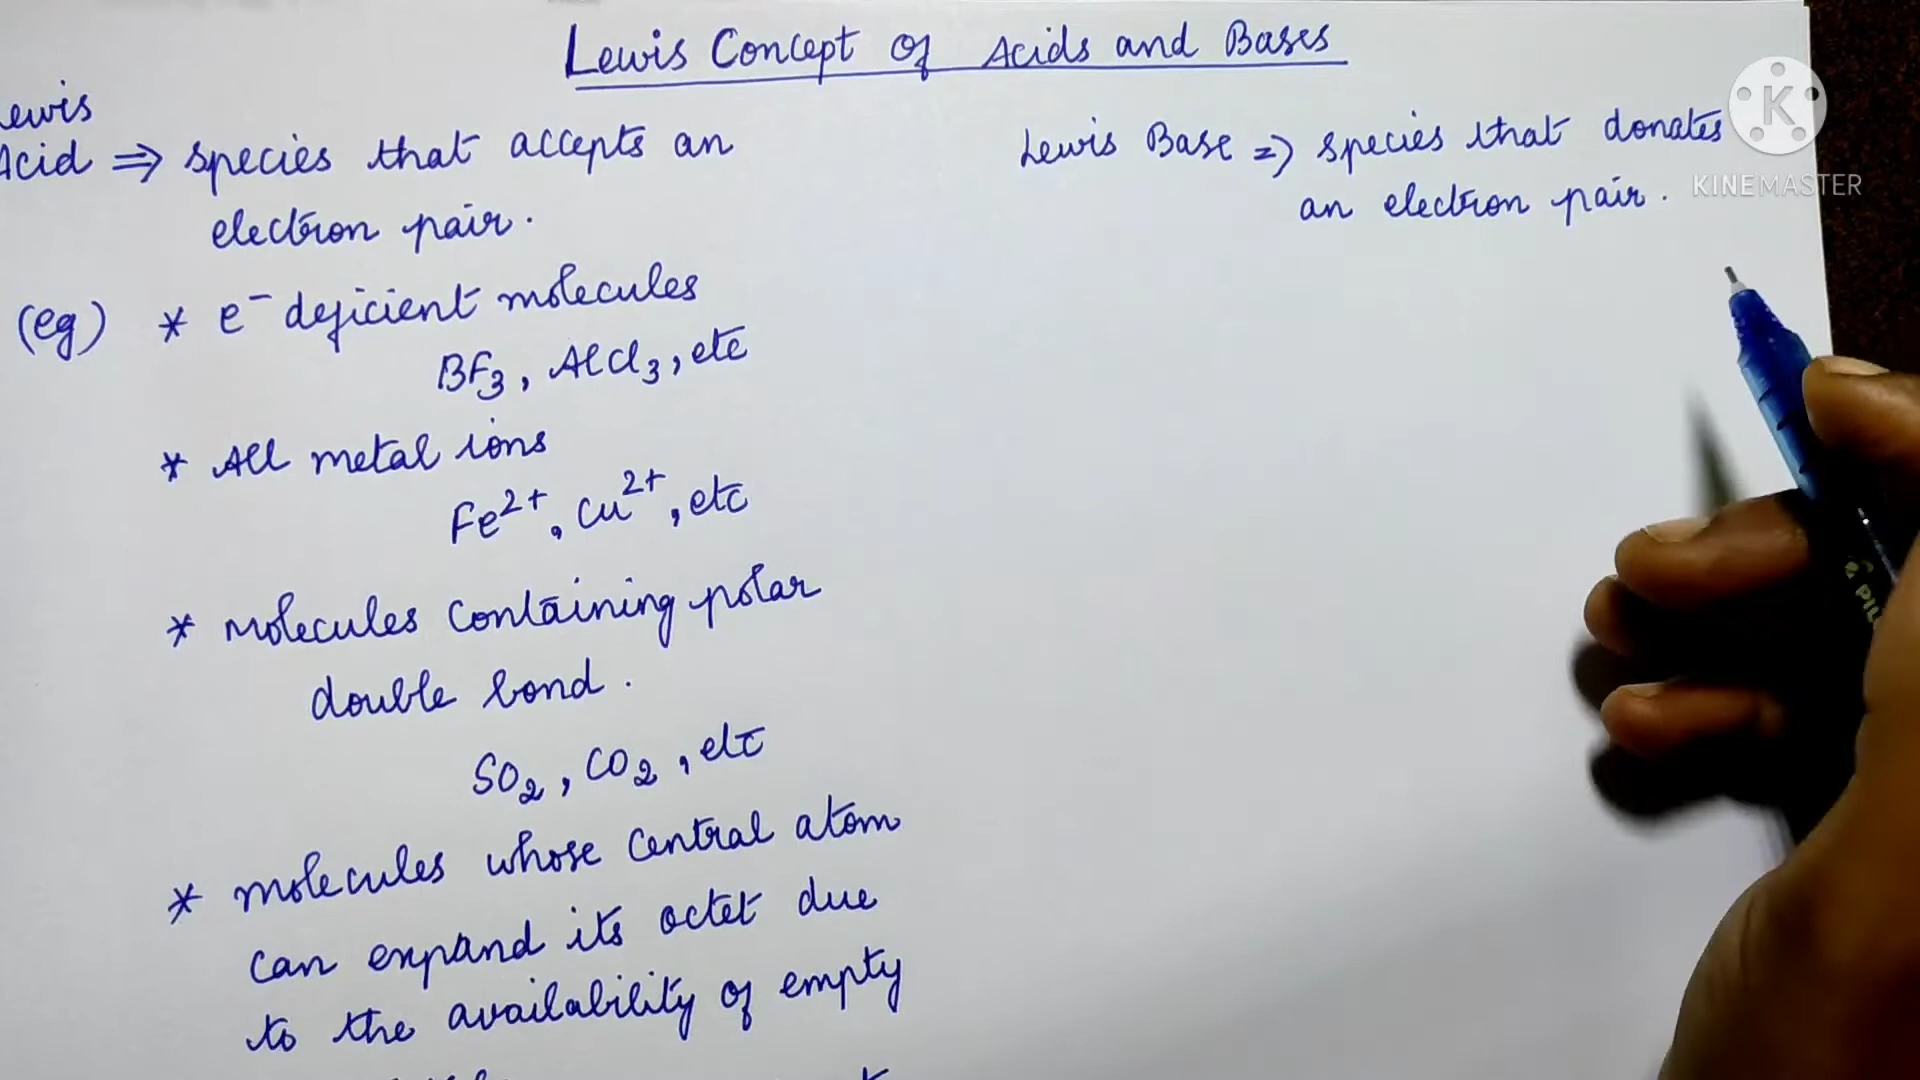 Lewis Concept of Acids and Bases
Lewis
Acid ⇒ species that accepts an
electron pair.
(eg) * e⁻ deficient molecules
BF₃, AlCl₃, etc
* All metal ions
Fe²⁺, Cu²⁺, etc
* molecules containing polar
double bond.
SO₂, CO₂, etc
* molecules whose central atom
can expand its octet due
to the availability of empty
Lewis Base ⇒ species that donates
an electron pair.
K
KINEMASTER
PIL